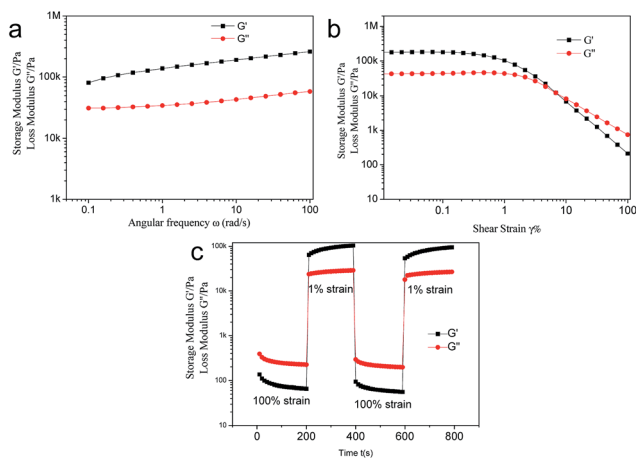 a
Storage Modulus G'/Pa
Loss Modulus G''/Pa
1M
100k
10k
1k
G'
G''
0.1
1
10
100
Angular frequency ω (rad/s)
b
Storage Modulus G'/Pa
Loss Modulus G''/Pa
1M
100k
10k
1k
100
10
G'
G''
0.1
1
10
100
Shear Strain γ%
c
Storage Modulus G'/Pa
Loss Modulus G''/Pa
100k
10k
1k
100
10
1% strain
1% strain
G'
G''
100% strain
100% strain
0
200
400
600
800
Time t(s)